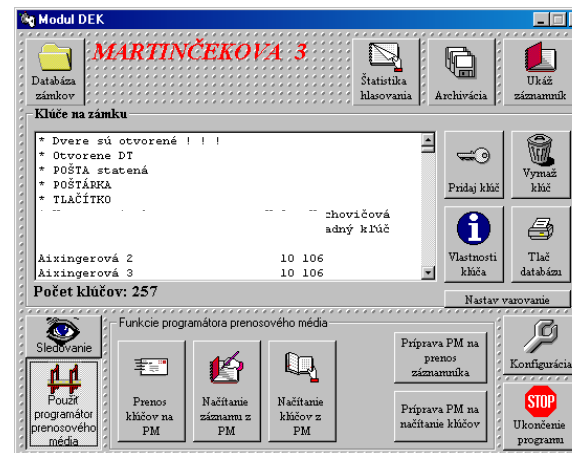 Modul DEK
Databáza
zámkov
MARTINČEKOVA 3
Štatistika
hlasovania
Archivácia
Ukáž
záznamník
Kľúče na zámku
* Dvere sú otvorené ! ! !
* Otvorene DT
* POŠTA statená
* POŠTÁRKA
* TLAČÍTKO
chovičová
adný kľúč
Aixingerová 2 10 106
Aixingerová 3 10 106
Pridaj kľúč
Vymaž
kľúč
Vlastnosti
kľúča
Tlač
databázu
Počet kľúčov: 257
Nastav varovanie
Sledovanie
Použiť
programátor
prenosového
média
Funkcie programátora prenosového média
Prenos
kľúčov na
PM
Načítanie
záznamu z
PM
Načítanie
kľúčov z
PM
Príprava PM na
prenos
záznamníka
Príprava PM na
načítanie kľúčov
Konfigurácia
STOP
Ukončenie
programu